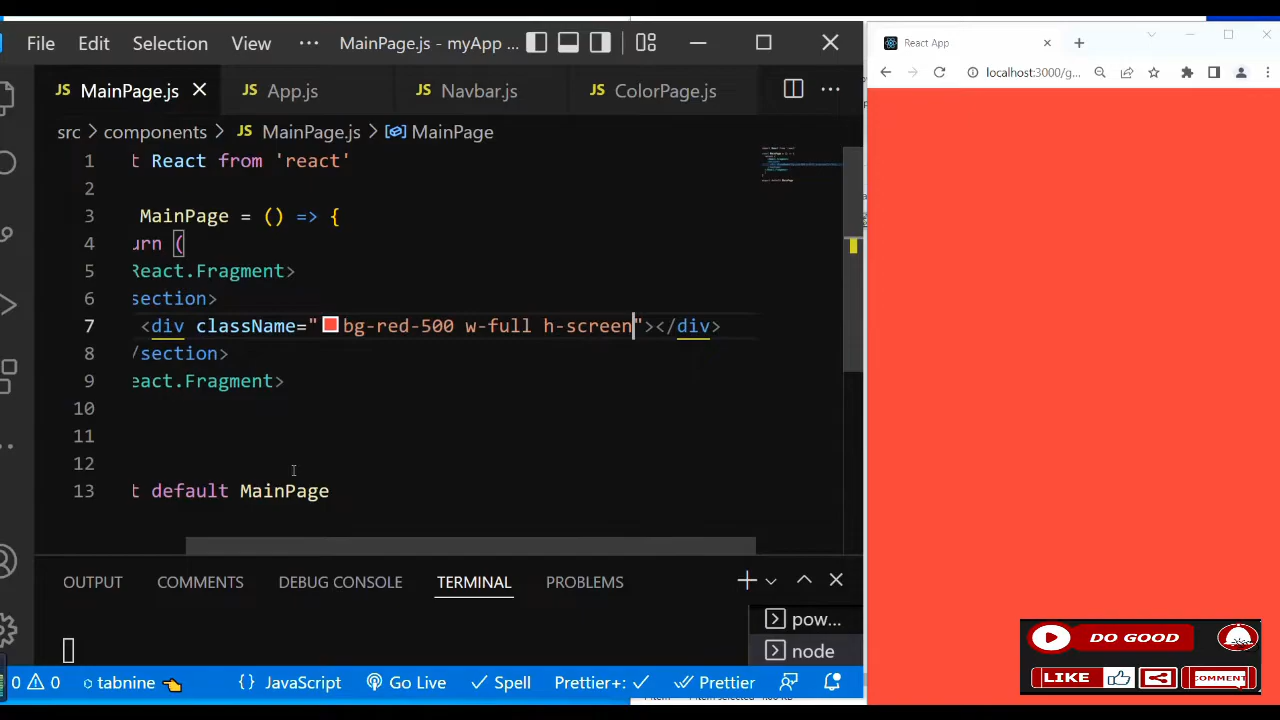 File Edit Selection View ··· MainPage.js - myApp ...
React App
localhost:3000/g...
JS MainPage.js JS App.js JS Navbar.js JS ColorPage.js
src > components > JS MainPage.js > MainPage
1 t React from 'react'
2
3 MainPage = () => {
4 urn (
5 React.Fragment>
6 section>
7 <div className="bg-red-500 w-full h-screen"></div>
8 /section>
9 eact.Fragment>
10
11
12
13 t default MainPage
OUTPUT COMMENTS DEBUG CONSOLE TERMINAL PROBLEMS
pow...
node
0 0 tabnine JavaScript Go Live Spell Prettier+: Prettier
DO GOOD
LIKE COMMENT